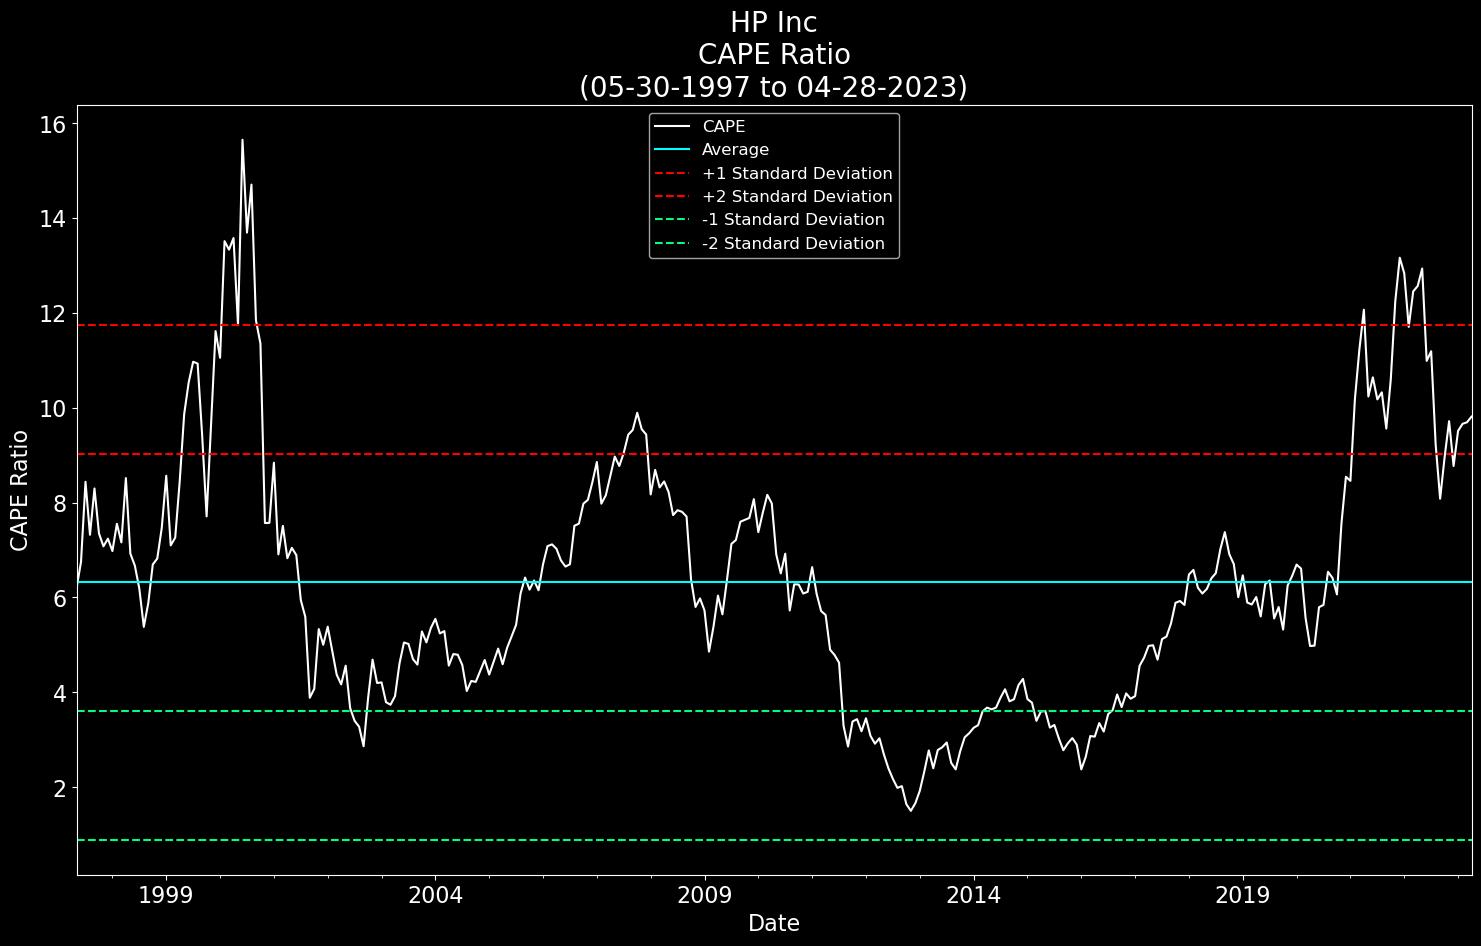 HP Inc
CAPE Ratio
(05-30-1997 to 04-28-2023)
CAPE
Average
+1 Standard Deviation
+2 Standard Deviation
-1 Standard Deviation
-2 Standard Deviation
16
14
12
10
8
6
4
2
CAPE Ratio
1999
2004
2009
2014
2019
Date